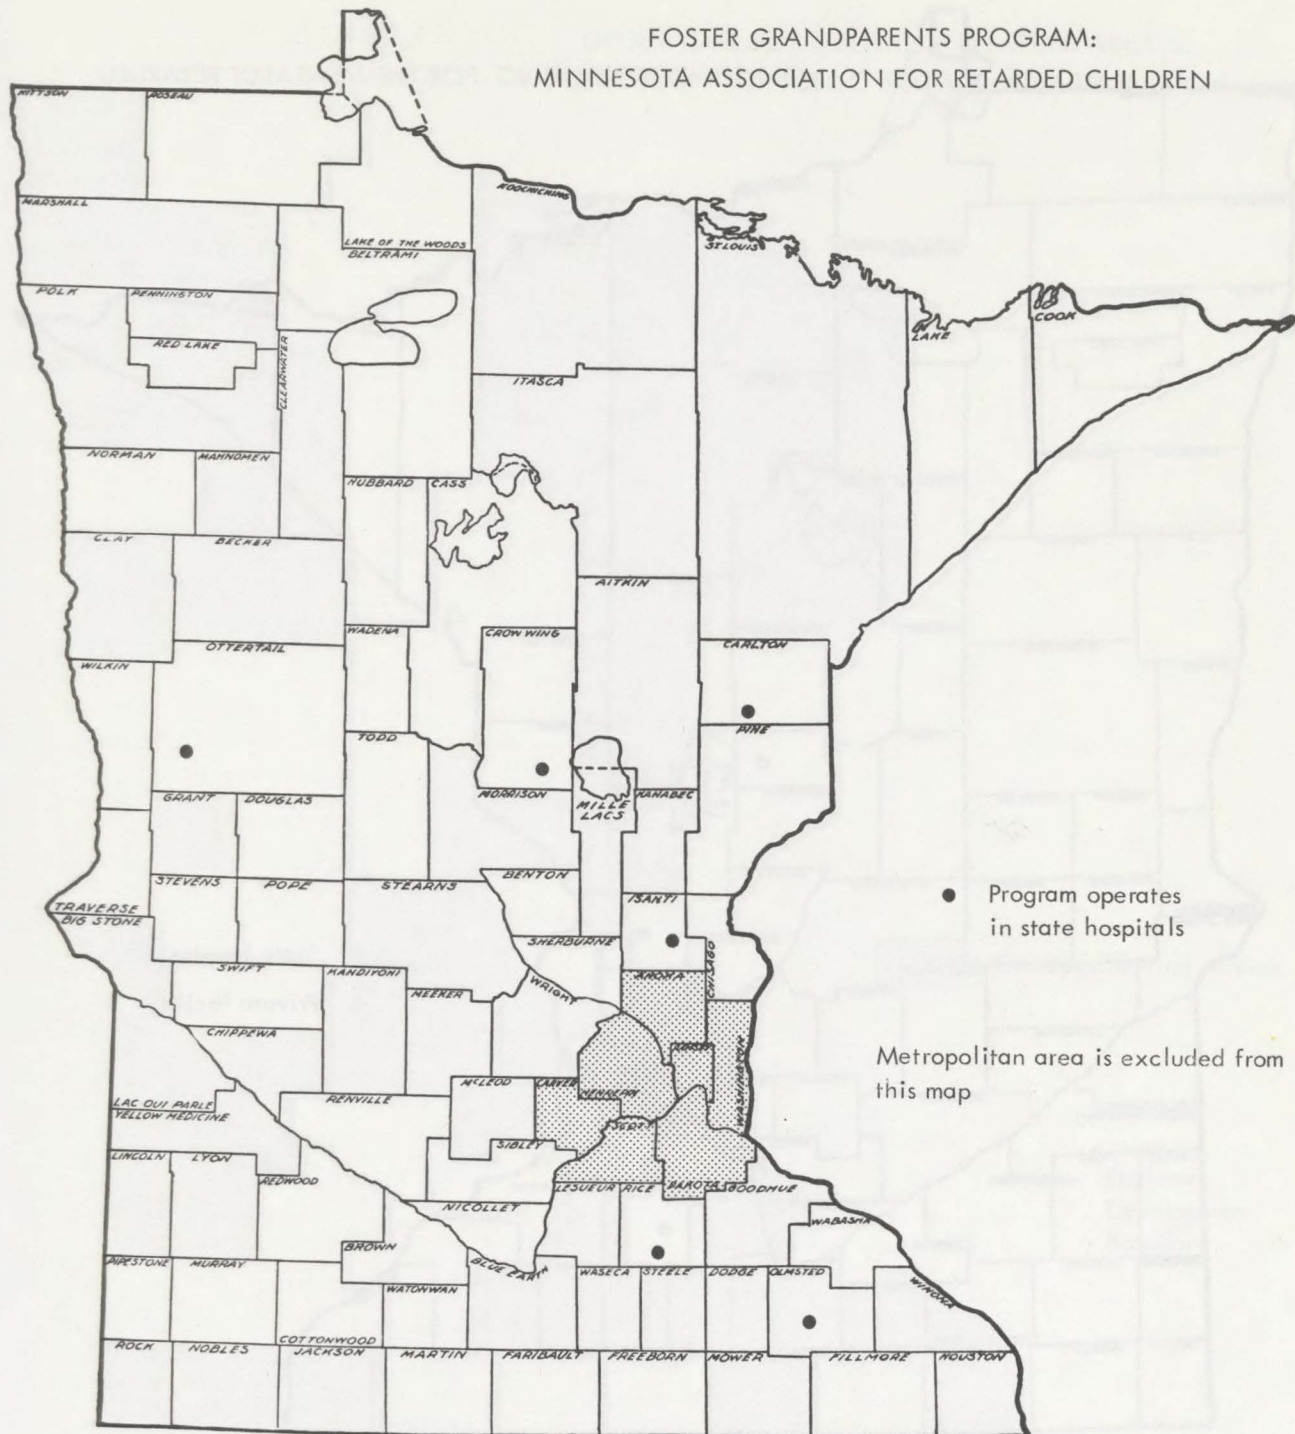 FOSTER GRANDPARENTS PROGRAM:
MINNESOTA ASSOCIATION FOR RETARDED CHILDREN
KITTSON
ROSEAU
MARSHALL
KOOCHICHING
LAKE OF THE WOODS
BELTRAMI
ST LOUIS
POLK
PENNINGTON
RED LAKE
CLEARWATER
LAKE
COOK
ITASCA
NORMAN
MAHNOMEN
HUBBARD
CASS
CLAY
BECKER
AITKIN
WADENA
CROW WING
CARLTON
OTTERTAIL
WILKIN
TODD
PINE
GRANT
DOUGLAS
MORRISON
MILLE
LACS
KANABEC
STEVENS
POPE
STEARNS
BENTON
ISANTI
TRAVERSE
BIG STONE
SHERBURNE
CHISAGO
Program operates
in state hospitals
SWIFT
KANDIYOHI
MEEKER
WRIGHT
ANOKA
CHIPPEWA
WASHINGTON
Metropolitan area is excluded from
this map
McLEOD
CARVER
HENNEPIN
LAC QUI PARLE
YELLOW MEDICINE
RENVILLE
SCOTT
SIBLEY
LINCOLN
LYON
REDWOOD
LESUEUR
RICE
DAKOTA
GOODHUE
NICOLLET
WABASHA
BROWN
PIPESTONE
MURRAY
BLUE EARTH
WASECA
STEELE
DODGE
OLMSTED
WINONA
WATONWAN
COTTONWOOD
ROCK
NOBLES
JACKSON
MARTIN
FARIBAULT
FREEBORN
MOWER
FILLMORE
HOUSTON